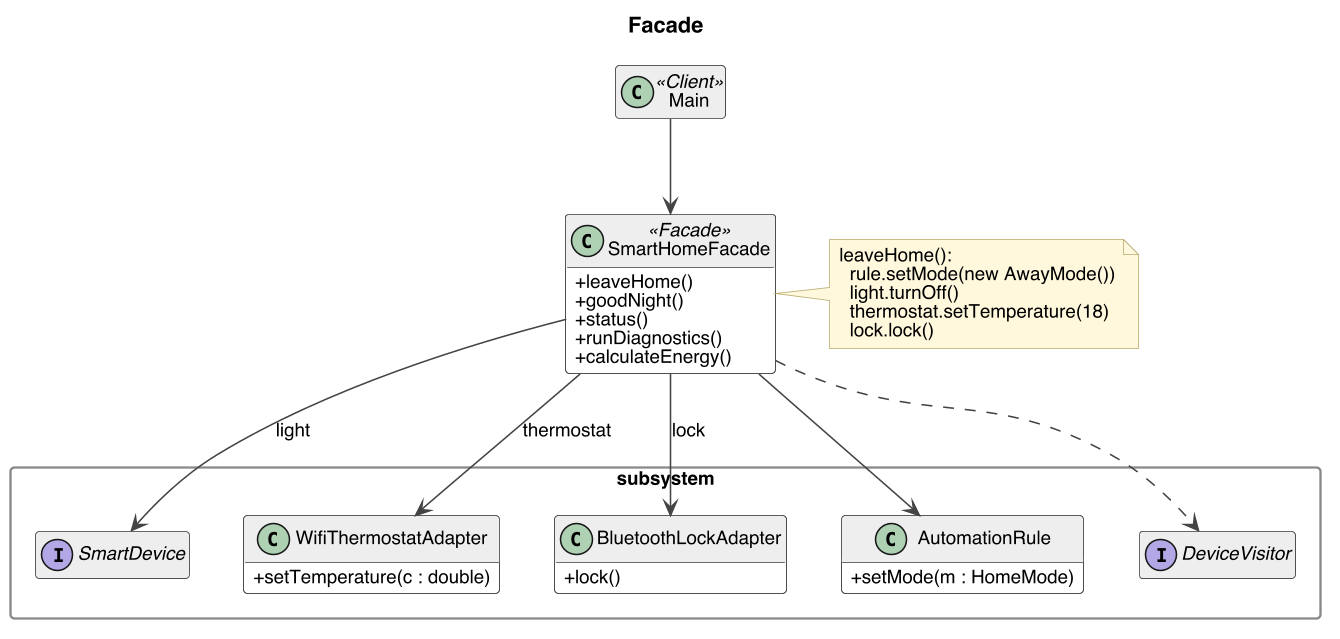 Facade
C
«Client»
Main
C
«Facade»
SmartHomeFacade
+leaveHome()
+goodNight()
+status()
+runDiagnostics()
+calculateEnergy()
leaveHome():
rule.setMode(new AwayMode())
light.turnOff()
thermostat.setTemperature(18)
lock.lock()
light
thermostat
lock
subsystem
I SmartDevice
C WifiThermostatAdapter
+setTemperature(c : double)
C BluetoothLockAdapter
+lock()
C AutomationRule
+setMode(m : HomeMode)
I DeviceVisitor